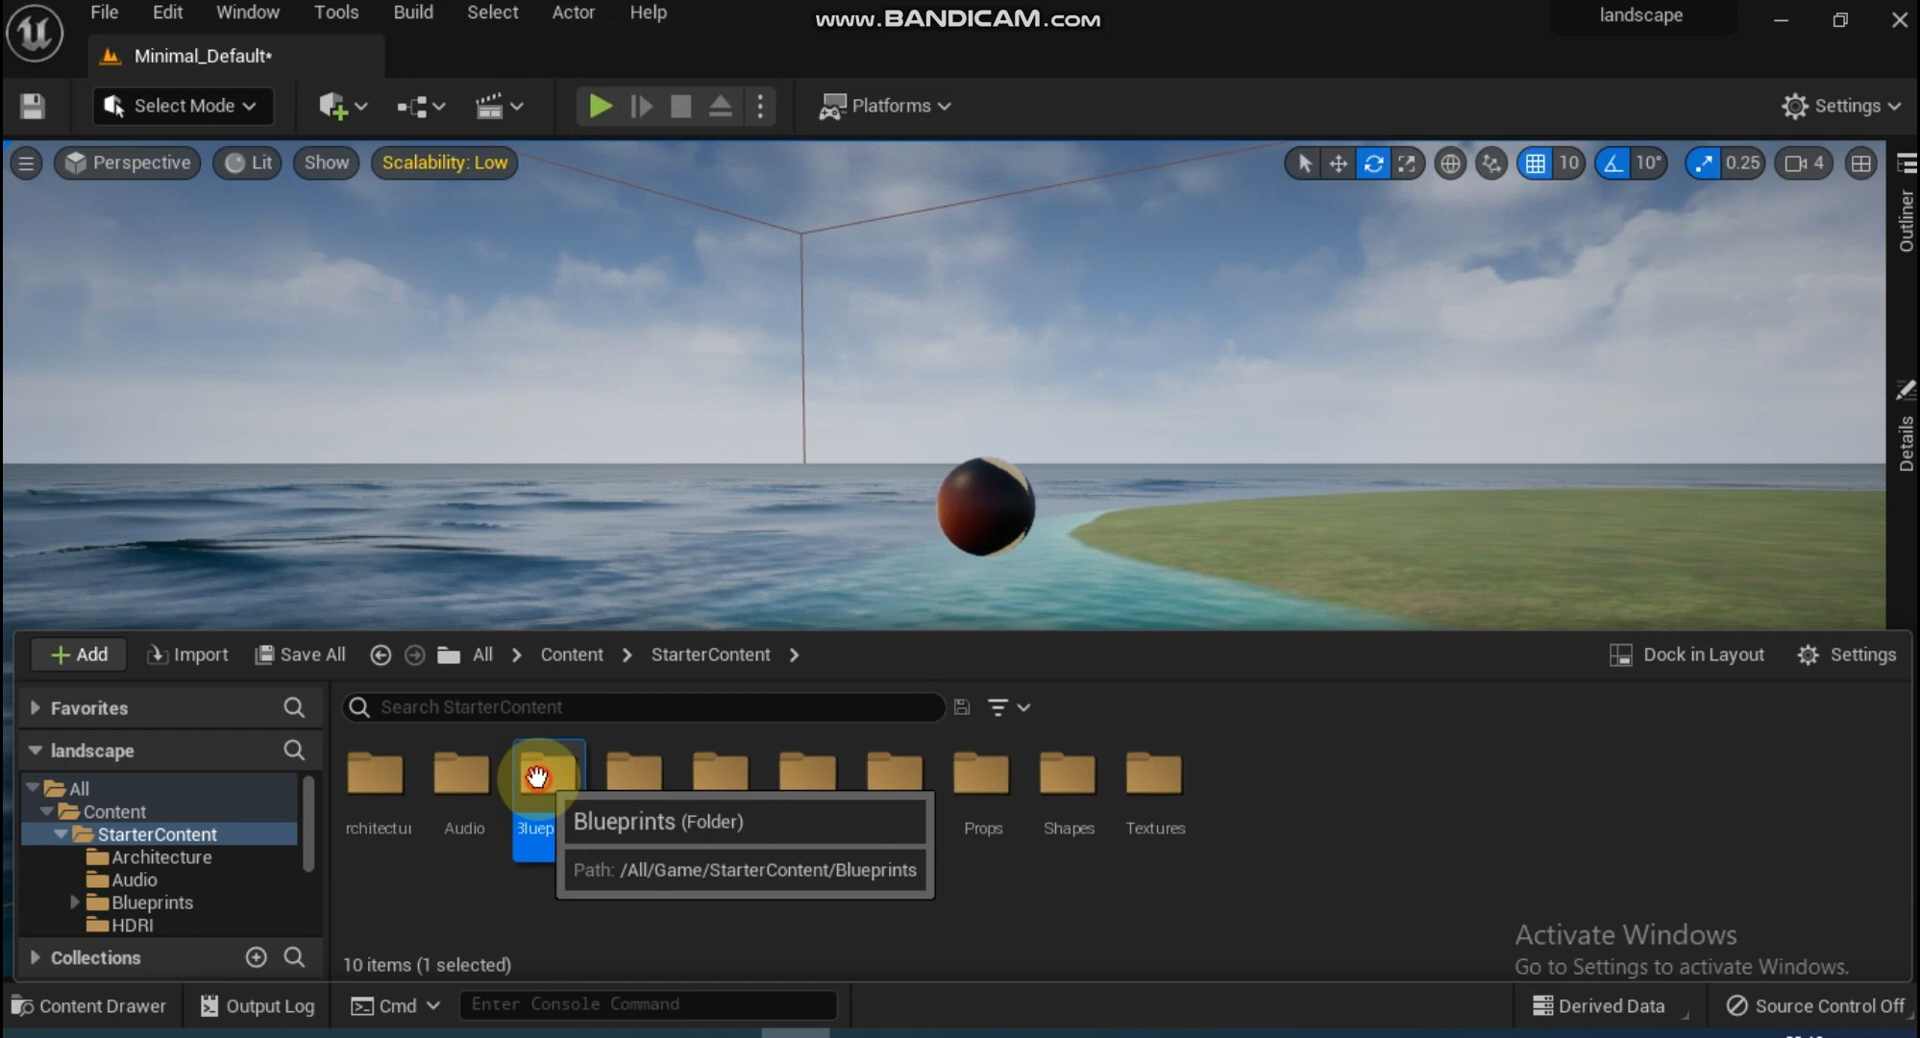 File Edit Window Tools Build Select Actor Help
www.BANDICAM.com
landscape
Minimal_Default*
Select Mode
Platforms
Settings
Perspective
Lit
Show
Scalability: Low
10
10°
0.25
4
Outliner
Details
Add
Import
Save All
All
Content
StarterContent
Dock in Layout
Settings
Favorites
Search StarterContent
landscape
All
Content
StarterContent
Architecture
Audio
Blueprints
HDRI
Collections
rchitectur
Audio
Bluep
Props
Shapes
Textures
Blueprints (Folder)
Path: /All/Game/StarterContent/Blueprints
10 items (1 selected)
Activate Windows
Go to Settings to activate Windows.
Content Drawer
Output Log
Cmd
Enter Console Command
Derived Data
Source Control Off